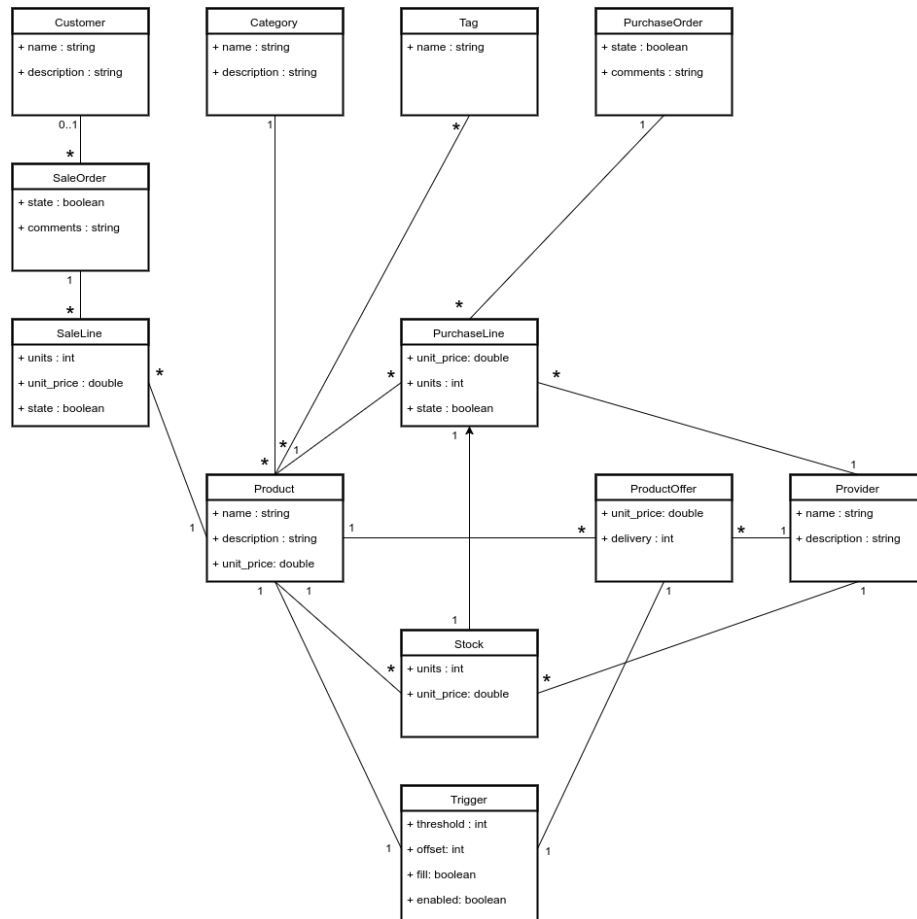 Customer
+ name : string
+ description : string
0..1
*
Category
+ name : string
+ description : string
1
Tag
+ name : string
*
PurchaseOrder
+ state : boolean
+ comments : string
1
SaleOrder
+ state : boolean
+ comments : string
1
*
SaleLine
+ units : int
+ unit_price : double
+ state : boolean
*
1
*
PurchaseLine
+ unit_price: double
+ units : int
+ state : boolean
*
*
1
*
*
1
1
Product
+ name : string
+ description : string
+ unit_price: double
1
1
1
*
ProductOffer
+ unit_price: double
+ delivery : int
*
1
1
Provider
+ name : string
+ description : string
1
1
Stock
+ units : int
+ unit_price: double
*
*
Trigger
+ threshold : int
+ offset: int
+ fill: boolean
+ enabled: boolean
1
1